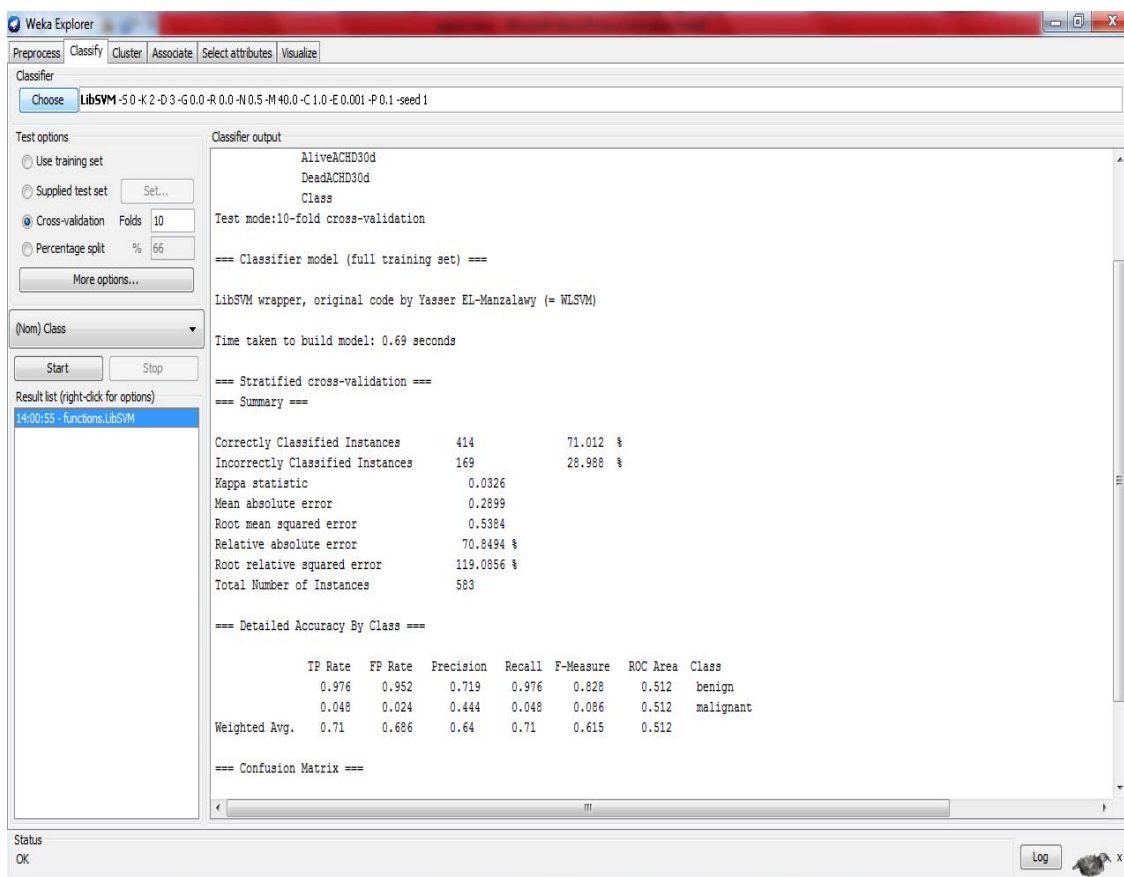 Weka Explorer
Preprocess Classify Cluster Associate Select attributes Visualize
Classifier
Choose LibSVM -S 0 -K 2 -D 3 -G 0.0 -R 0.0 -N 0.5 -M 40.0 -C 1.0 -E 0.001 -P 0.1 -seed 1
Test options
Use training set
Supplied test set Set...
Cross-validation Folds 10
Percentage split % 66
More options...
(Nom) Class
Start Stop
Result list (right-click for options)
14:00:55 - functions.LibSVM
Classifier output
AliveACHD30d
DeadACHD30d
Class
Test mode:10-fold cross-validation
=== Classifier model (full training set) ===
LibSVM wrapper, original code by Yasser EL-Manzalawy (= WLSVM)
Time taken to build model: 0.69 seconds
=== Stratified cross-validation ===
=== Summary ===
Correctly Classified Instances 414 71.012 %
Incorrectly Classified Instances 169 28.988 %
Kappa statistic 0.0326
Mean absolute error 0.2899
Root mean squared error 0.5384
Relative absolute error 70.8494 %
Root relative squared error 119.0856 %
Total Number of Instances 583
=== Detailed Accuracy By Class ===
TP Rate FP Rate Precision Recall F-Measure ROC Area Class
0.976 0.952 0.719 0.976 0.828 0.512 benign
0.048 0.024 0.444 0.048 0.086 0.512 malignant
Weighted Avg. 0.71 0.686 0.64 0.71 0.615 0.512
=== Confusion Matrix ===
Status
OK
Log
x